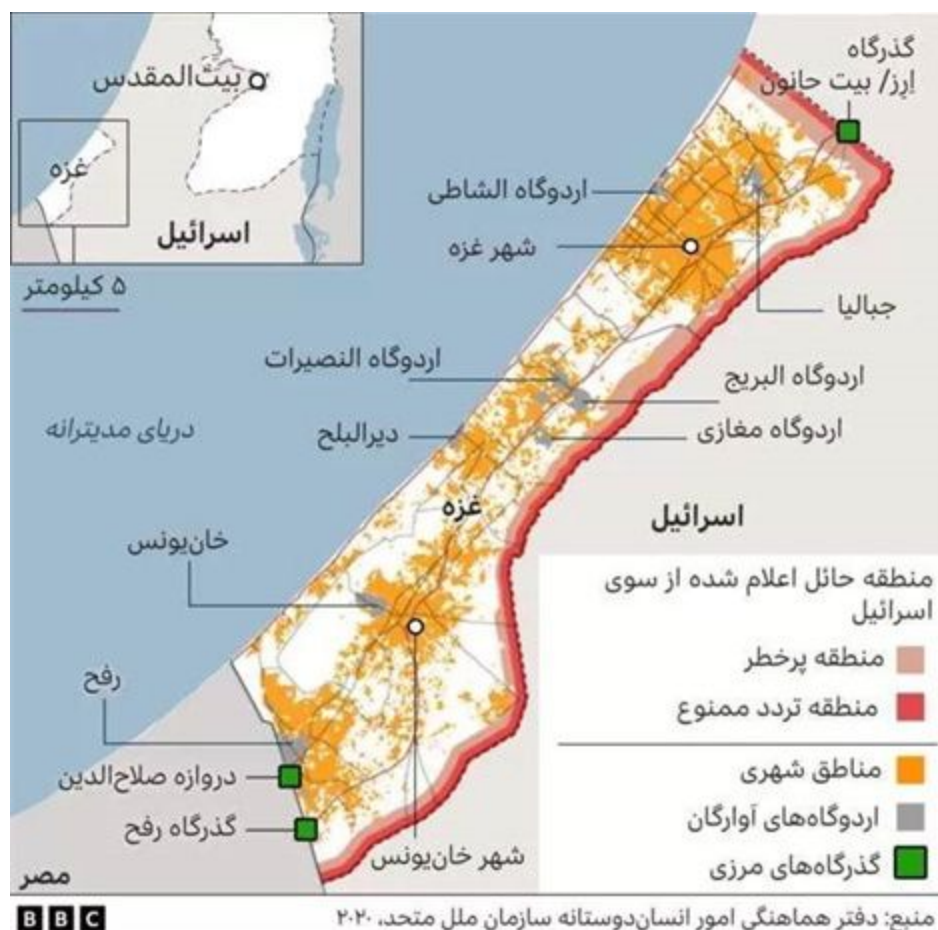 گذرگاه
اِرِز/ بیت حانون
بیت‌المقدس
غزه
اسرائیل
۵ کیلومتر
اردوگاه الشاطی
شهر غزه
جبالیا
اردوگاه النصیرات
اردوگاه البریج
اردوگاه مغازی
دیرالبلح
دریای مدیترانه
غزه
اسرائیل
خان‌یونس
منطقه حائل اعلام شده از سوی
اسرائیل
منطقه پرخطر
منطقه تردد ممنوع
رفح
دروازه صلاح‌الدین
گذرگاه رفح
شهر خان‌یونس
مناطق شهری
اردوگاه‌های آوارگان
گذرگاه‌های مرزی
مصر
منبع: دفتر هماهنگی امور انسان‌دوستانه سازمان ملل متحد، ۲۰۲۰
BBC